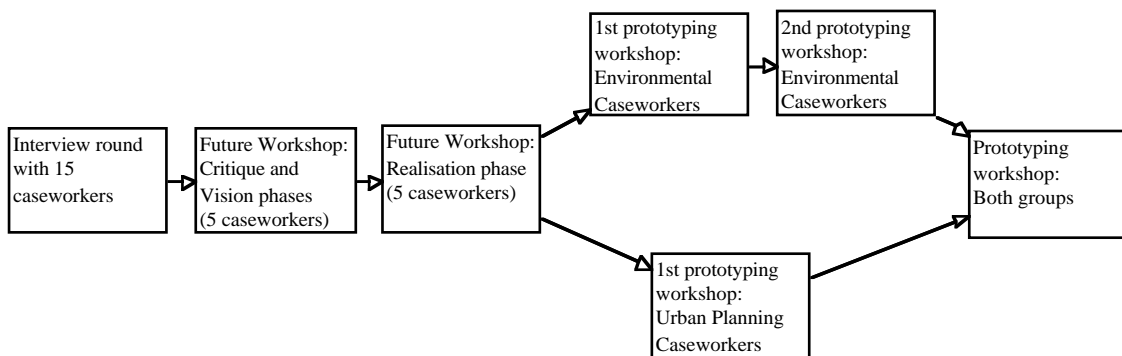 Interview round
with 15
caseworkers
Future Workshop:
Critique and
Vision phases
(5 caseworkers)
Future Workshop:
Realisation phase
(5 caseworkers)
1st prototyping
workshop:
Environmental
Caseworkers
2nd prototyping
workshop:
Environmental
Caseworkers
1st prototyping
workshop:
Urban Planning
Caseworkers
Prototyping
workshop:
Both groups